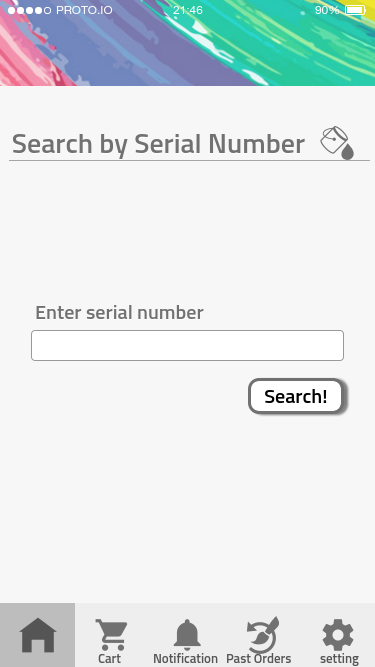 PROTO.IO 21:46 90%
Search by Serial Number
Enter serial number
Search!
Cart Notification Past Orders setting